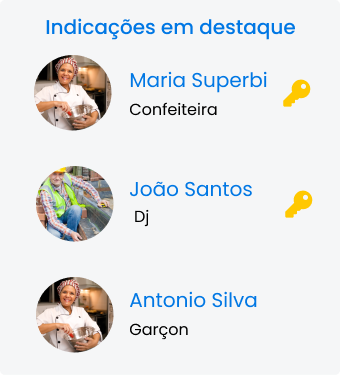 Indicações em destaque
Maria Superbi
Confeiteira
João Santos
Dj
Antonio Silva
Garçon